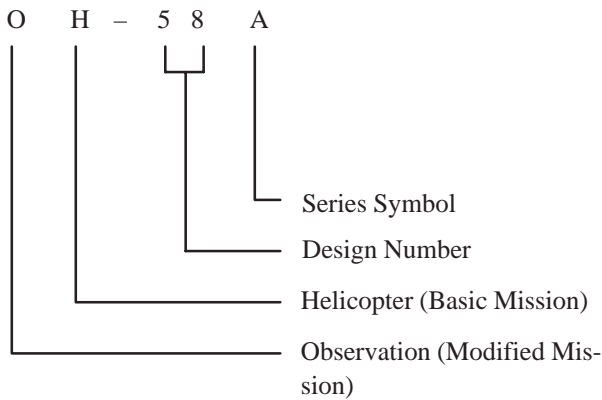 O H – 5 8 A
Series Symbol
Design Number
Helicopter (Basic Mission)
Observation (Modified Mis-
sion)